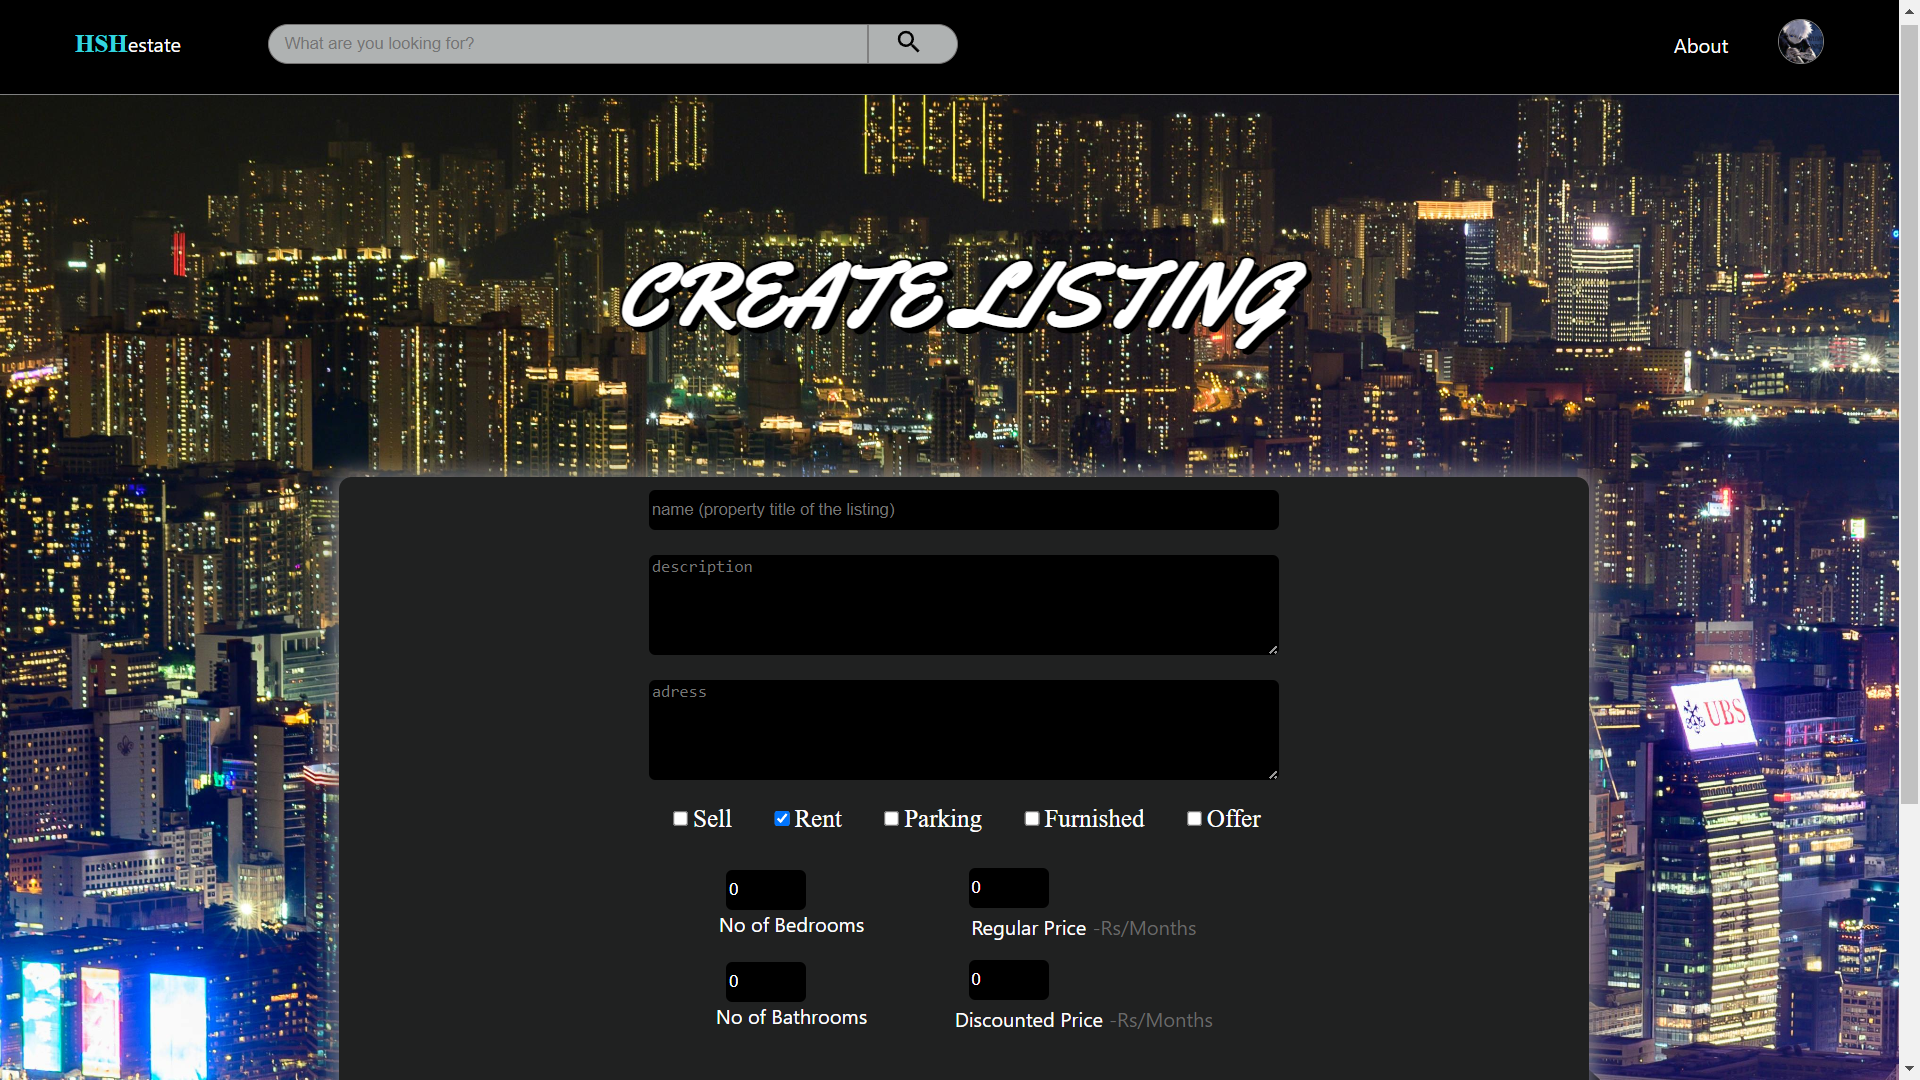 HSHestate
What are you looking for?
About
CREATE LISTING
name (property title of the listing)
description
adress
Sell Rent Parking Furnished Offer
UBS
0 0
No of Bedrooms Regular Price -Rs/Months
0 0
No of Bathrooms Discounted Price -Rs/Months